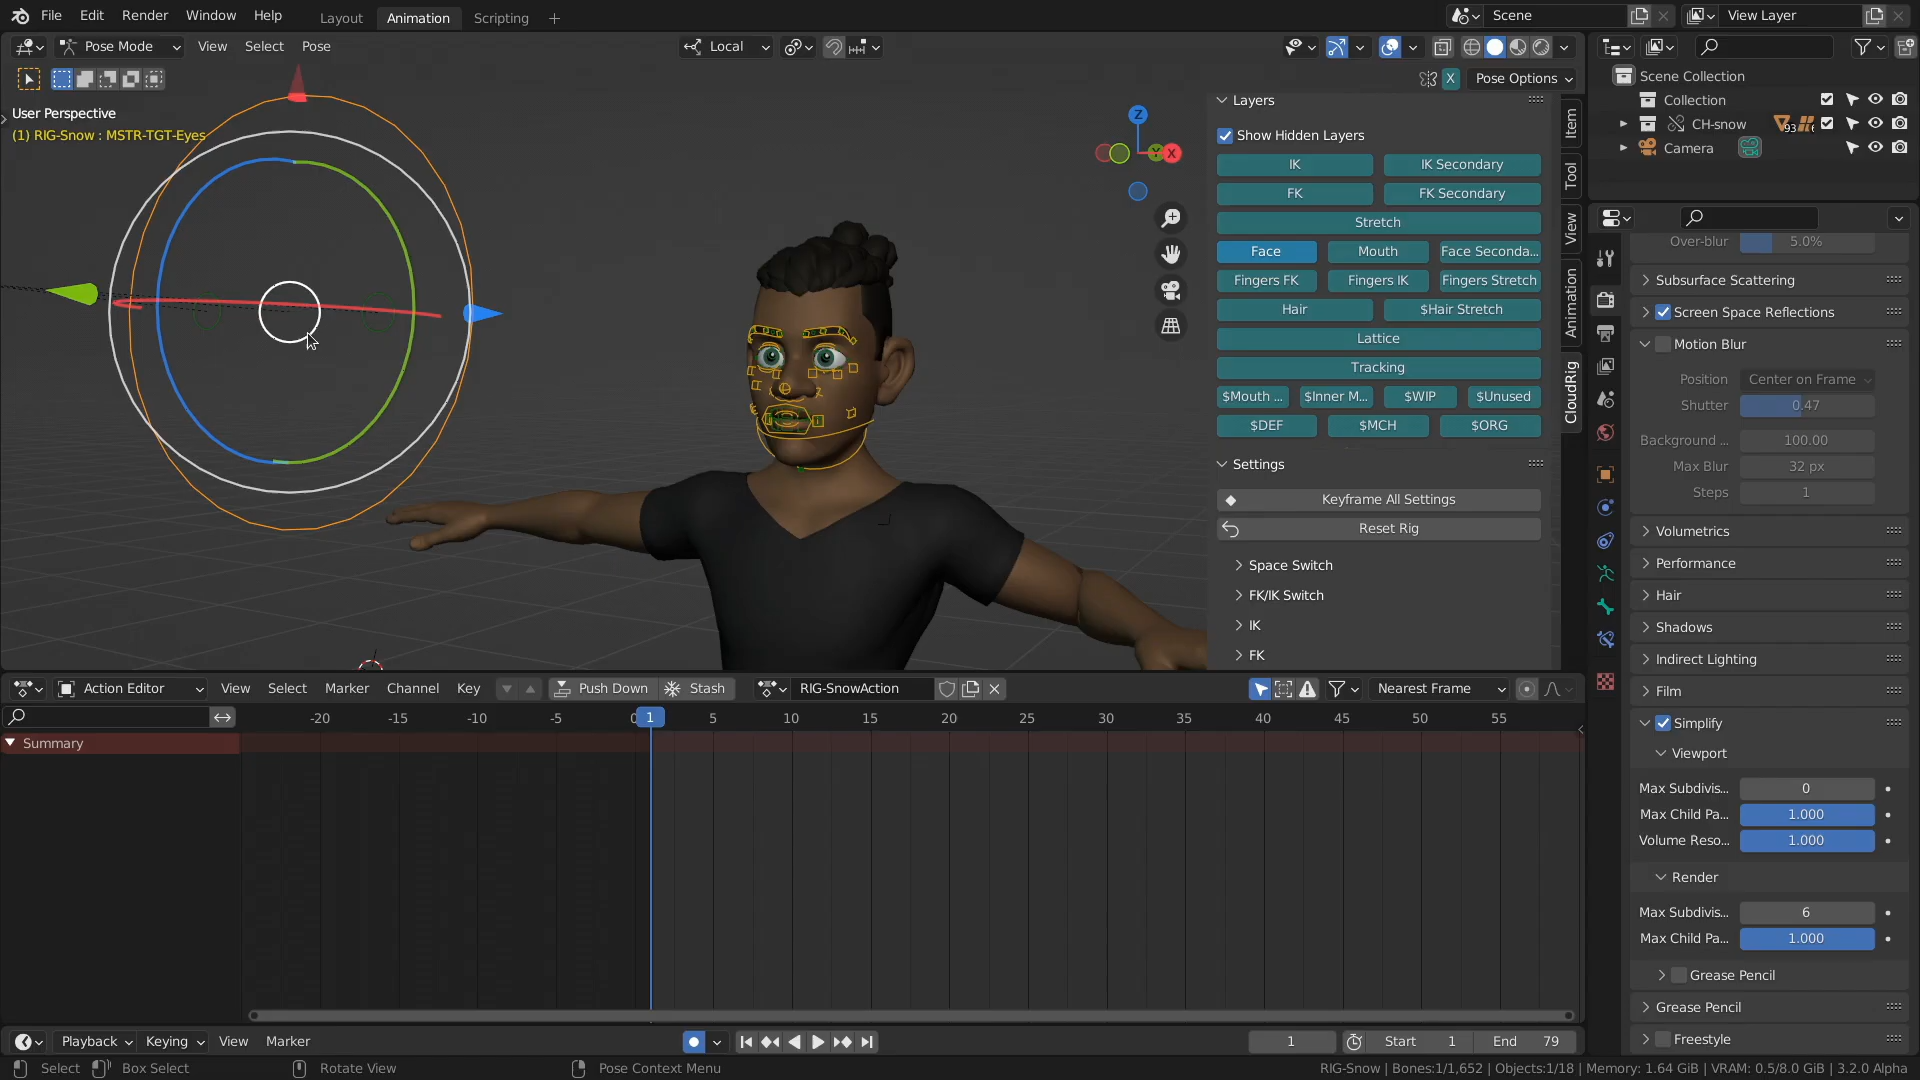 File Edit Render Window Help Layout Animation Scripting + Scene View Layer
Pose Mode View Select Pose Local
X Pose Options
User Perspective
(1) RIG-Snow : MSTR-TGT-Eyes
Z
Y
X
Layers
Show Hidden Layers
IK IK Secondary
FK FK Secondary
Stretch
Face Mouth Face Seconda...
Fingers FK Fingers IK Fingers Stretch
Hair $Hair Stretch
Lattice
Tracking
$Mouth ... $Inner M... $WIP $Unused
$DEF $MCH $ORG
Settings
Keyframe All Settings
Reset Rig
Space Switch
FK/IK Switch
IK
FK
Item
Tool
View
Animation
CloudRig
Scene Collection
Collection
CH-snow 93
Camera
Over-blur 5.0%
Subsurface Scattering
Screen Space Reflections
Motion Blur
Position Center on Frame
Shutter 0.47
Background ... 100.00
Max Blur 32 px
Steps 1
Volumetrics
Performance
Hair
Shadows
Indirect Lighting
Film
Simplify
Viewport
Max Subdivis... 0
Max Child Pa... 1.000
Volume Reso... 1.000
Render
Max Subdivis... 6
Max Child Pa... 1.000
Grease Pencil
Grease Pencil
Freestyle
Action Editor View Select Marker Channel Key Push Down Stash RIG-SnowAction Nearest Frame
-20 -15 -10 -5 0 1 5 10 15 20 25 30 35 40 45 50 55
Summary
Playback Keying View Marker 1 Start 1 End 79
Select Box Select Rotate View Pose Context Menu RIG-Snow | Bones:1/1,652 | Objects:1/18 | Memory: 1.64 GiB | VRAM: 0.5/8.0 GiB | 3.2.0 Alpha